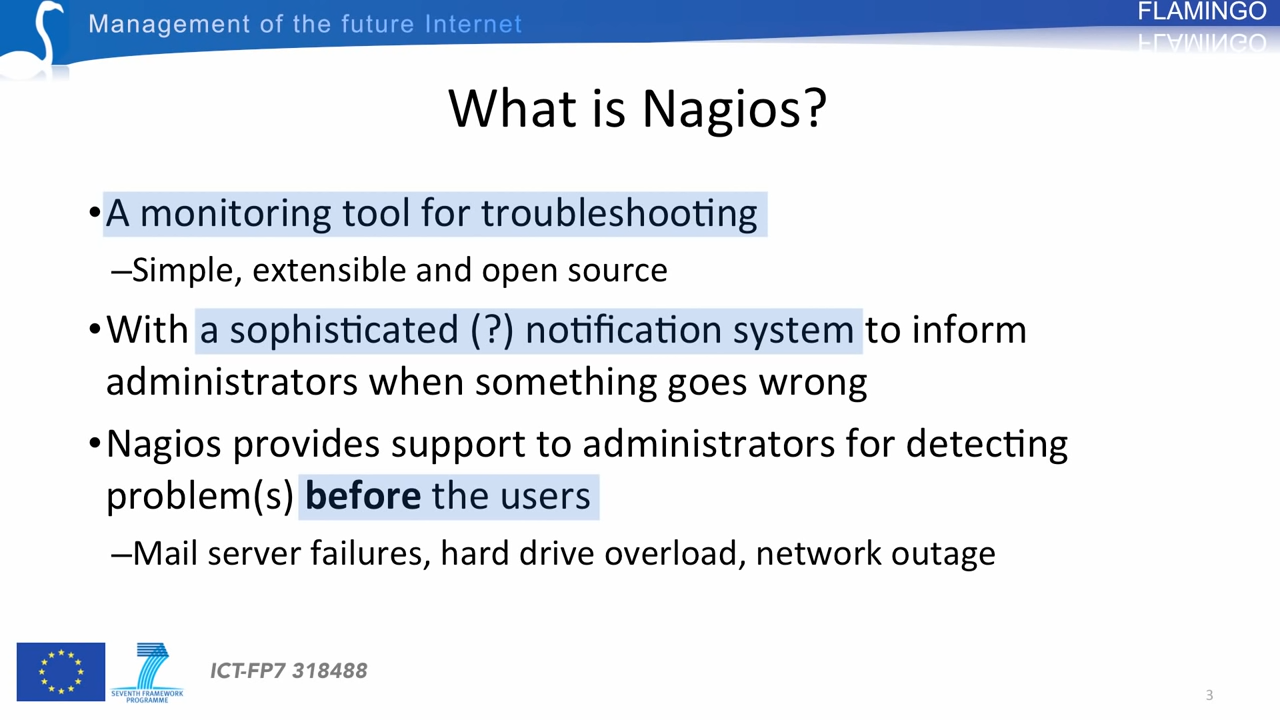 Management of the future Internet
FLAMINGO
What is Nagios?
•A monitoring tool for troubleshooting
–Simple, extensible and open source
•With a sophisticated (?) notification system to inform
administrators when something goes wrong
•Nagios provides support to administrators for detecting
problem(s) before the users
–Mail server failures, hard drive overload, network outage
SEVENTH FRAMEWORK
PROGRAMME
ICT-FP7 318488
3